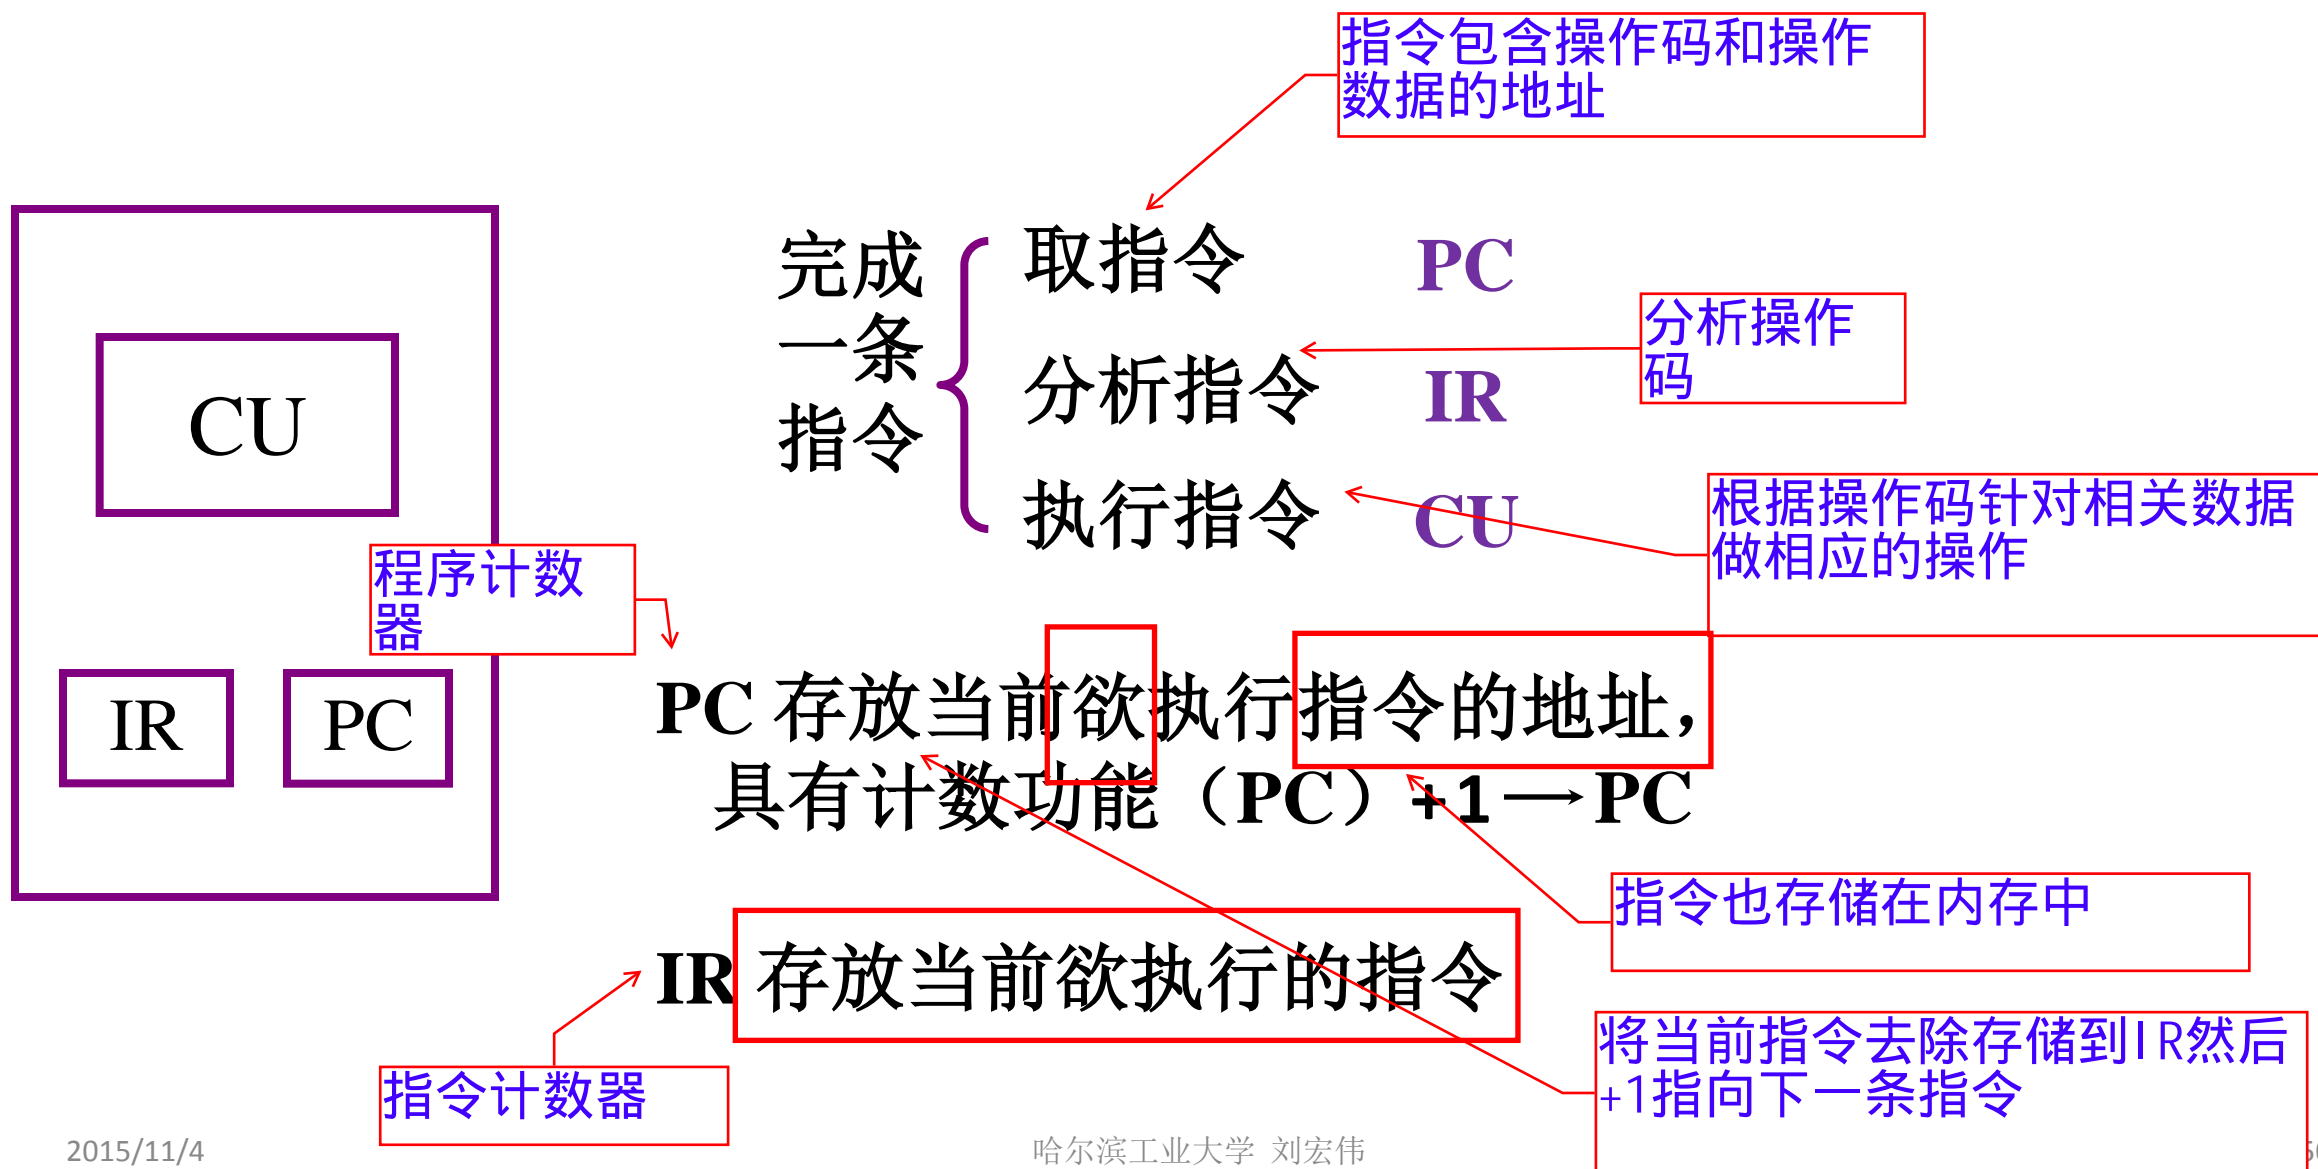 指令包含操作码和操作
数据的地址
完成
一条
指令
取指令 PC
分析操作
码
分析指令 IR
执行指令 CU
根据操作码针对相关数据
做相应的操作
CU
程序计数
器
IR PC
PC 存放当前欲执行指令的地址,
具有计数功能（PC）+1→PC
指令也存储在内存中
IR 存放当前欲执行的指令
将当前指令去除存储到IR然后
+1指向下一条指令
指令计数器
2015/11/4
哈尔滨工业大学 刘宏伟